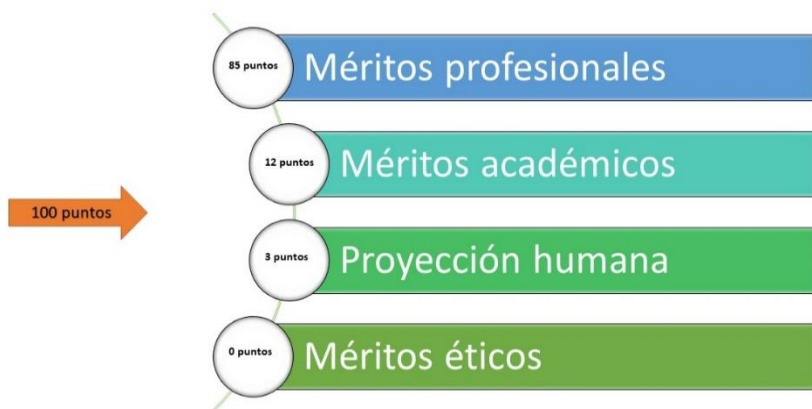 85 puntos
Méritos profesionales
12 puntos
Méritos académicos
100 puntos
3 puntos
Proyección humana
0 puntos
Méritos éticos